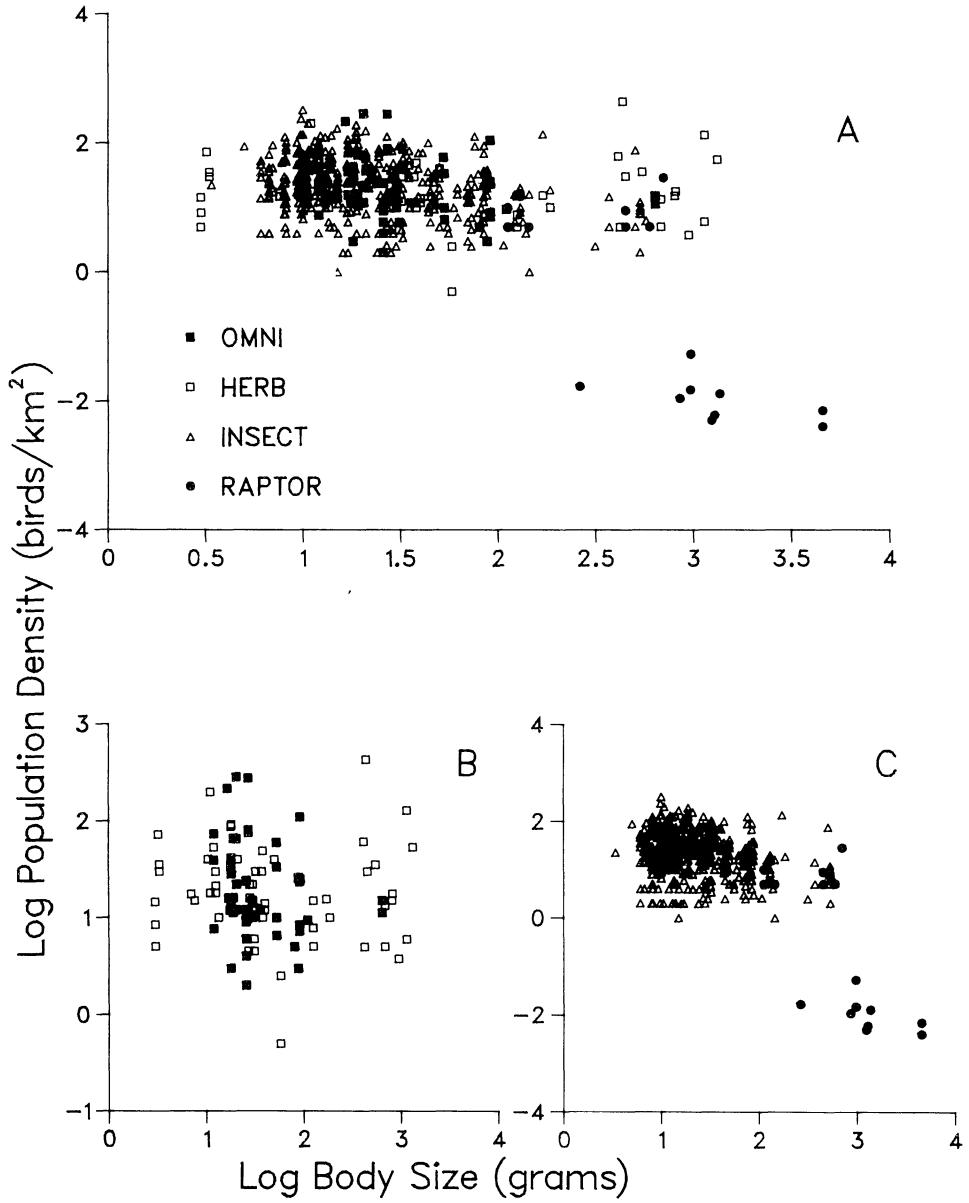 4
2
0
−2
−4
A
OMNI
HERB
INSECT
RAPTOR
0 0.5 1 1.5 2 2.5 3 3.5 4
Log Population Density (birds/km²)
3
2
1
0
−1
B
0 1 2 3 4
4
2
0
−2
−4
C
0 1 2 3 4
Log Body Size (grams)